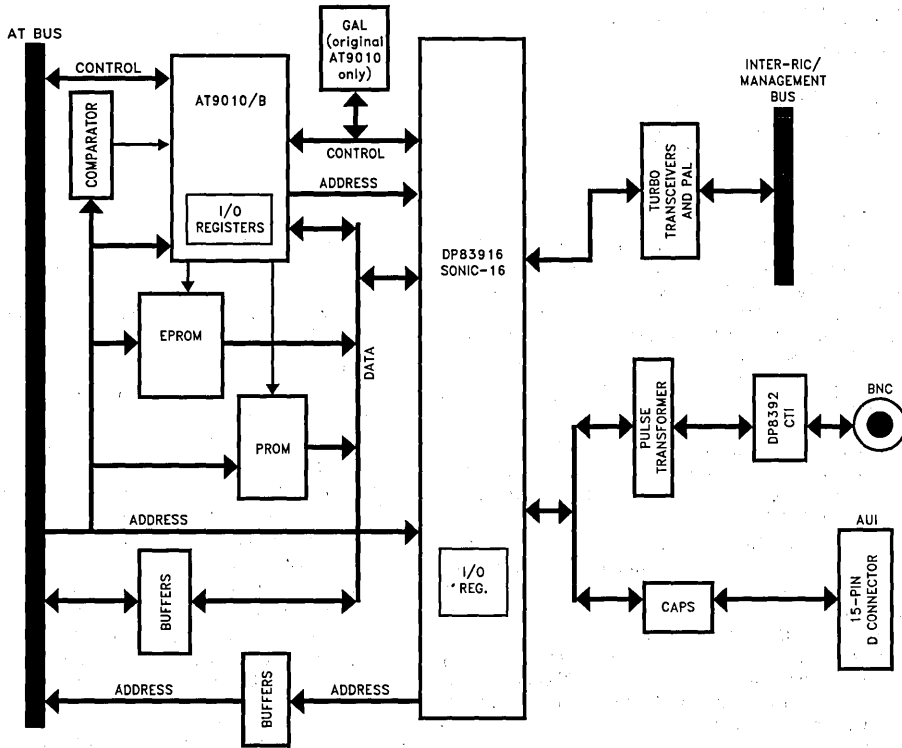 AT BUS
CONTROL
COMPARATOR
AT9010/B
I/O
REGISTERS
GAL
(original
AT9010
only)
CONTROL
ADDRESS
EPROM
PROM
DATA
ADDRESS
BUFFERS
ADDRESS
BUFFERS
ADDRESS
DP83916
SONIC-16
I/O
REG.
INTER-RIC/
MANAGEMENT
BUS
TURBO
TRANSCEIVERS
AND PAL
PULSE
TRANSFORMER
DP8392
CTI
BNC
CAPS
AUI
15-PIN
D CONNECTOR